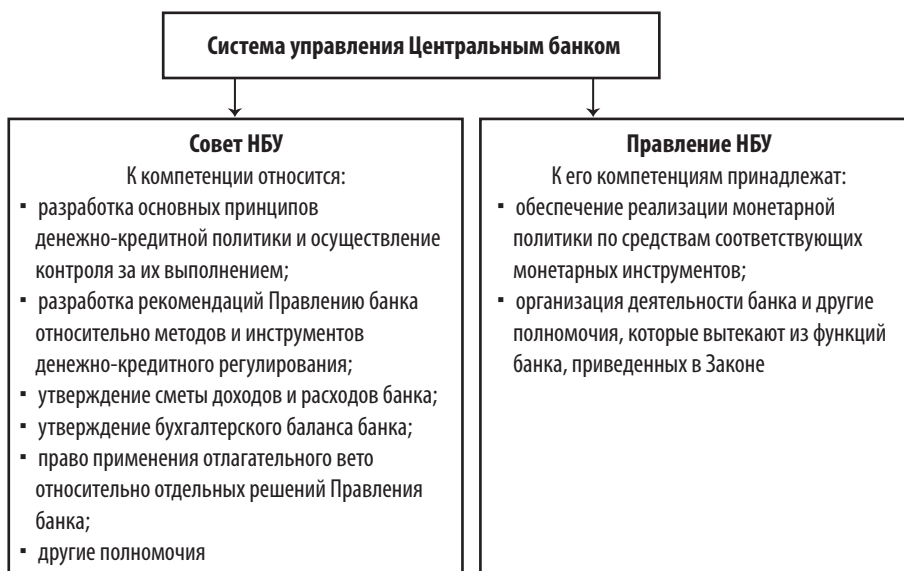 Система управления Центральным банком
Совет НБУ
К компетенции относится:
▪ разработка основных принципов
денежно-кредитной политики и осуществление
контроля за их выполнением;
▪ разработка рекомендаций Правлению банка
относительно методов и инструментов
денежно-кредитного регулирования;
▪ утверждение сметы доходов и расходов банка;
▪ утверждение бухгалтерского баланса банка;
▪ право применения отлагательного вето
относительно отдельных решений Правления
банка;
▪ другие полномочия
Правление НБУ
К его компетенциям принадлежат:
▪ обеспечение реализации монетарной
политики по средствам соответствующих
монетарных инструментов;
▪ организация деятельности банка и другие
полномочия, которые вытекают из функций
банка, приведенных в Законе